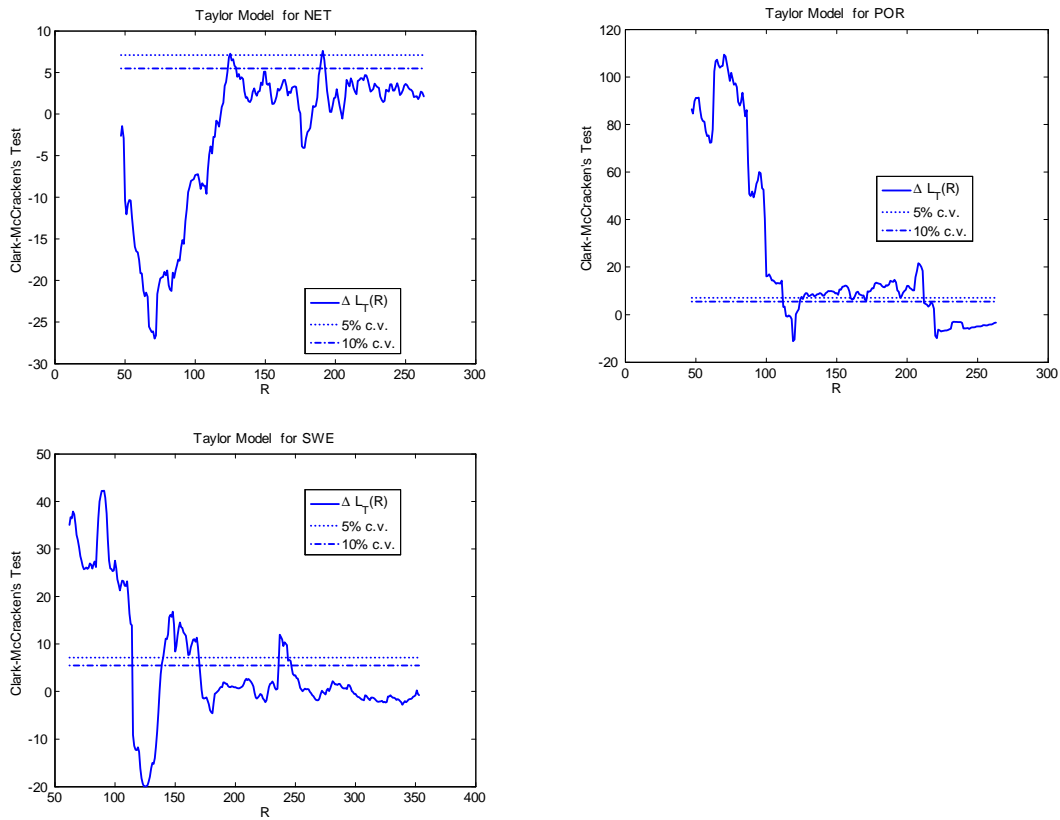 Taylor Model for NET
Clark-McCracken's Test
10
5
0
-5
-10
-15
-20
-25
-30
0 50 100 150 200 250 300
R
Δ L_T(R)
5% c.v.
10% c.v.
Taylor Model for POR
Clark-McCracken's Test
120
100
80
60
40
20
0
-20
0 50 100 150 200 250 300
R
Δ L_T(R)
5% c.v.
10% c.v.
Taylor Model for SWE
Clark-McCracken's Test
50
40
30
20
10
0
-10
-20
50 100 150 200 250 300 350 400
R
Δ L_T(R)
5% c.v.
10% c.v.